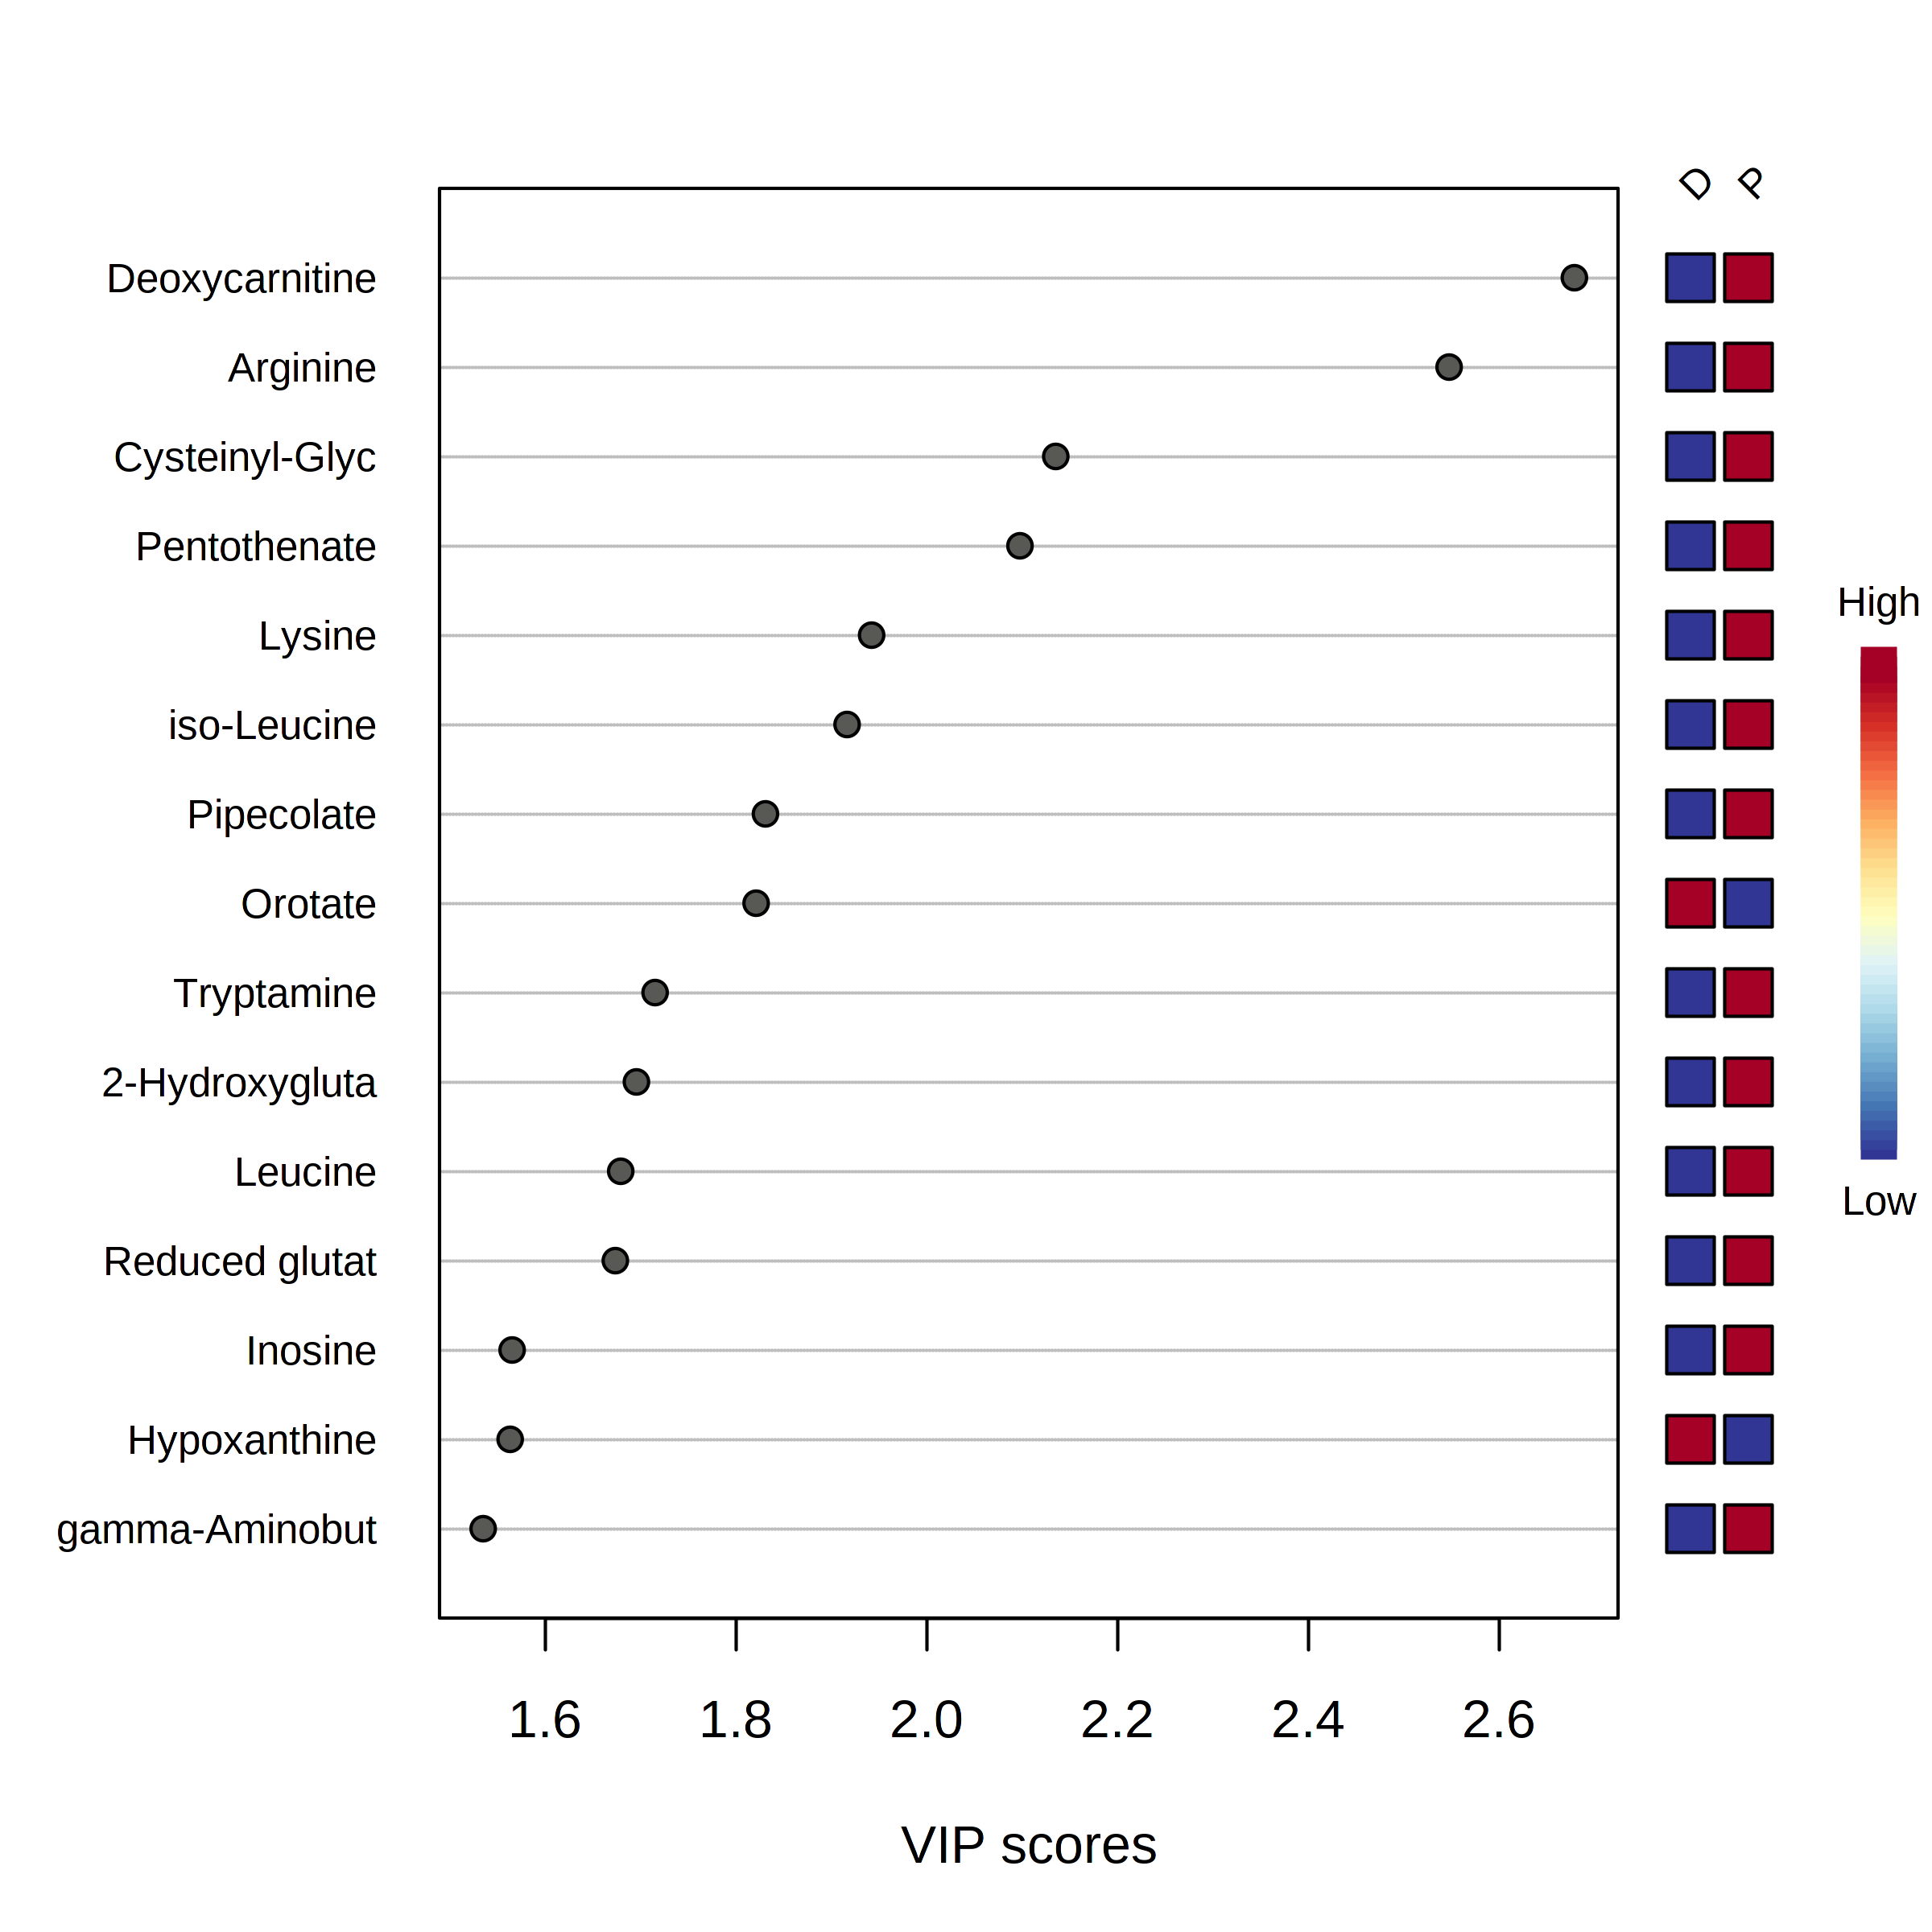 D P
Deoxycarnitine
Arginine
Cysteinyl-Glyc
Pentothenate
Lysine
iso-Leucine
Pipecolate
Orotate
Tryptamine
2-Hydroxygluta
Leucine
Reduced glutat
Inosine
Hypoxanthine
gamma-Aminobut
High
Low
1.6 1.8 2.0 2.2 2.4 2.6
VIP scores